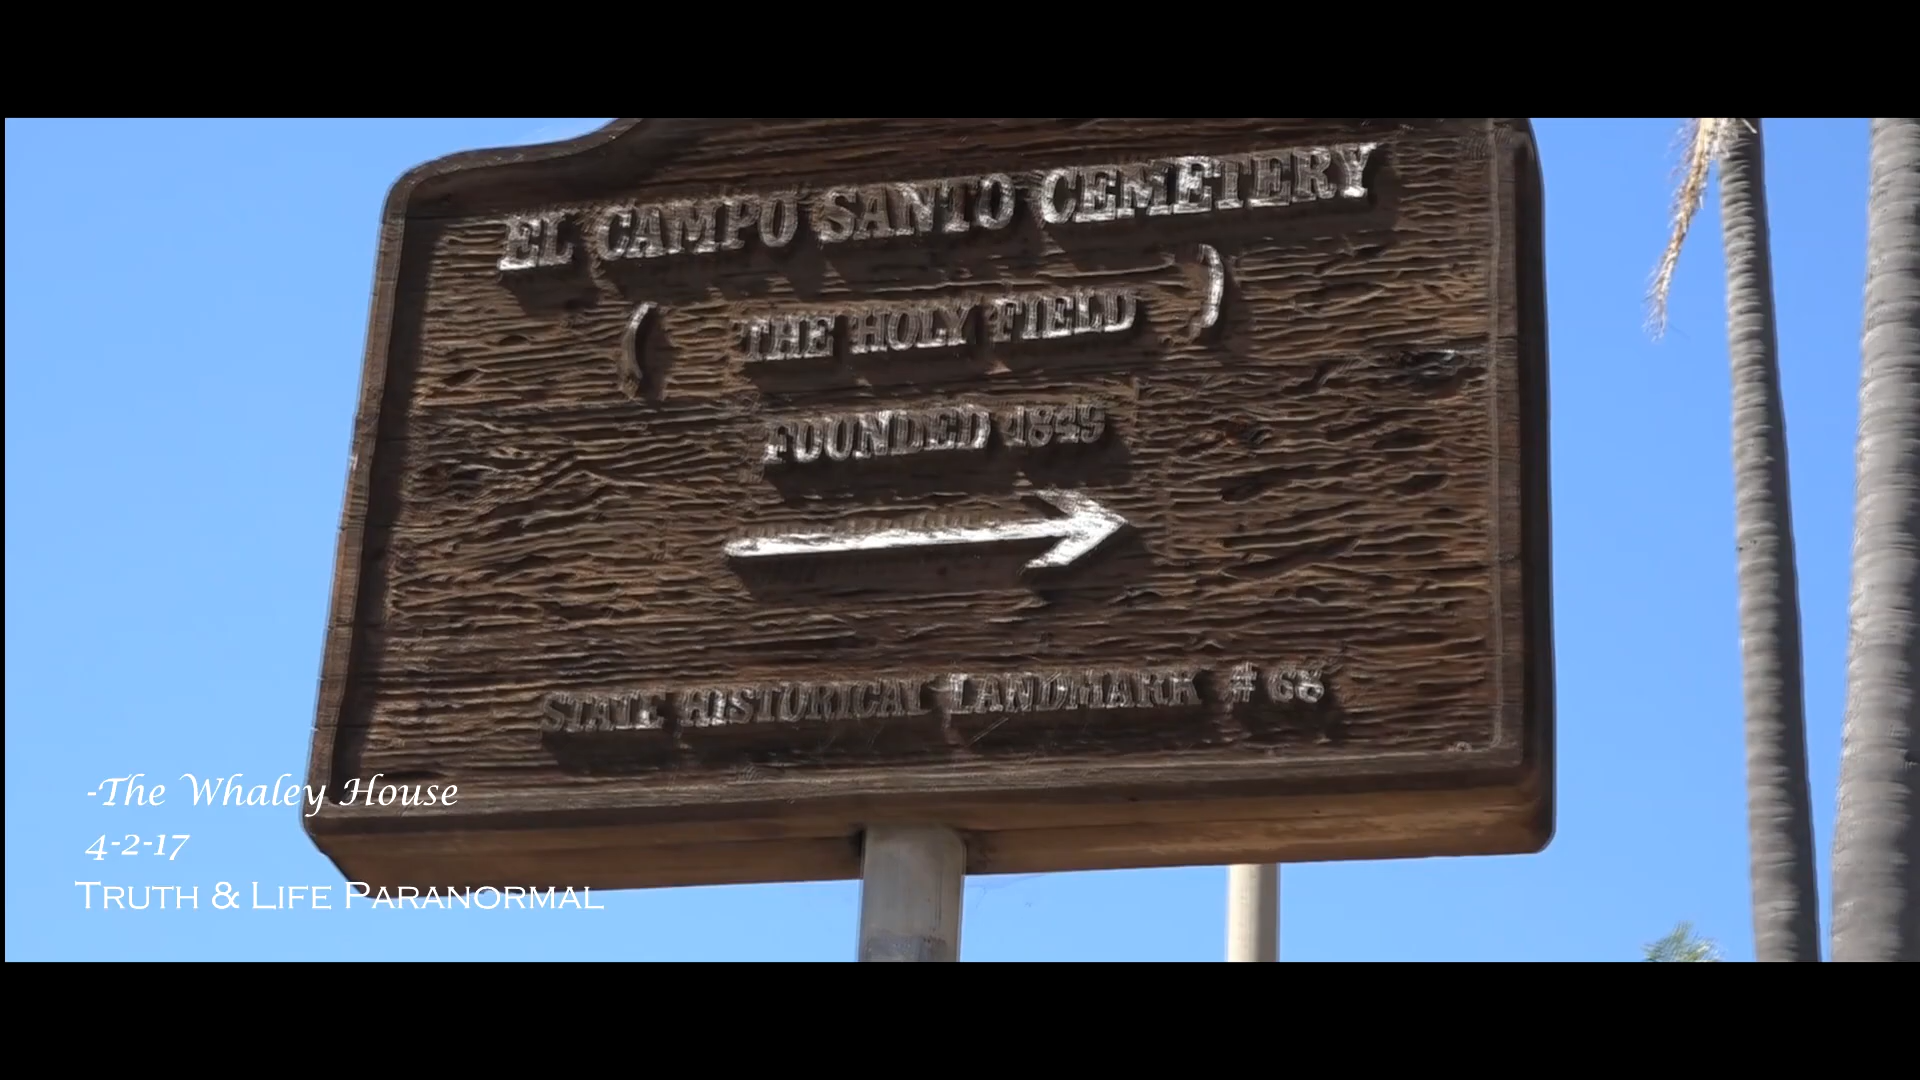 EL CAMPO SANTO CEMETERY
( THE HOLY FIELD )
FOUNDED 1849
STATE HISTORICAL LANDMARK # 68
-The Whaley House
4-2-17
TRUTH & LIFE PARANORMAL